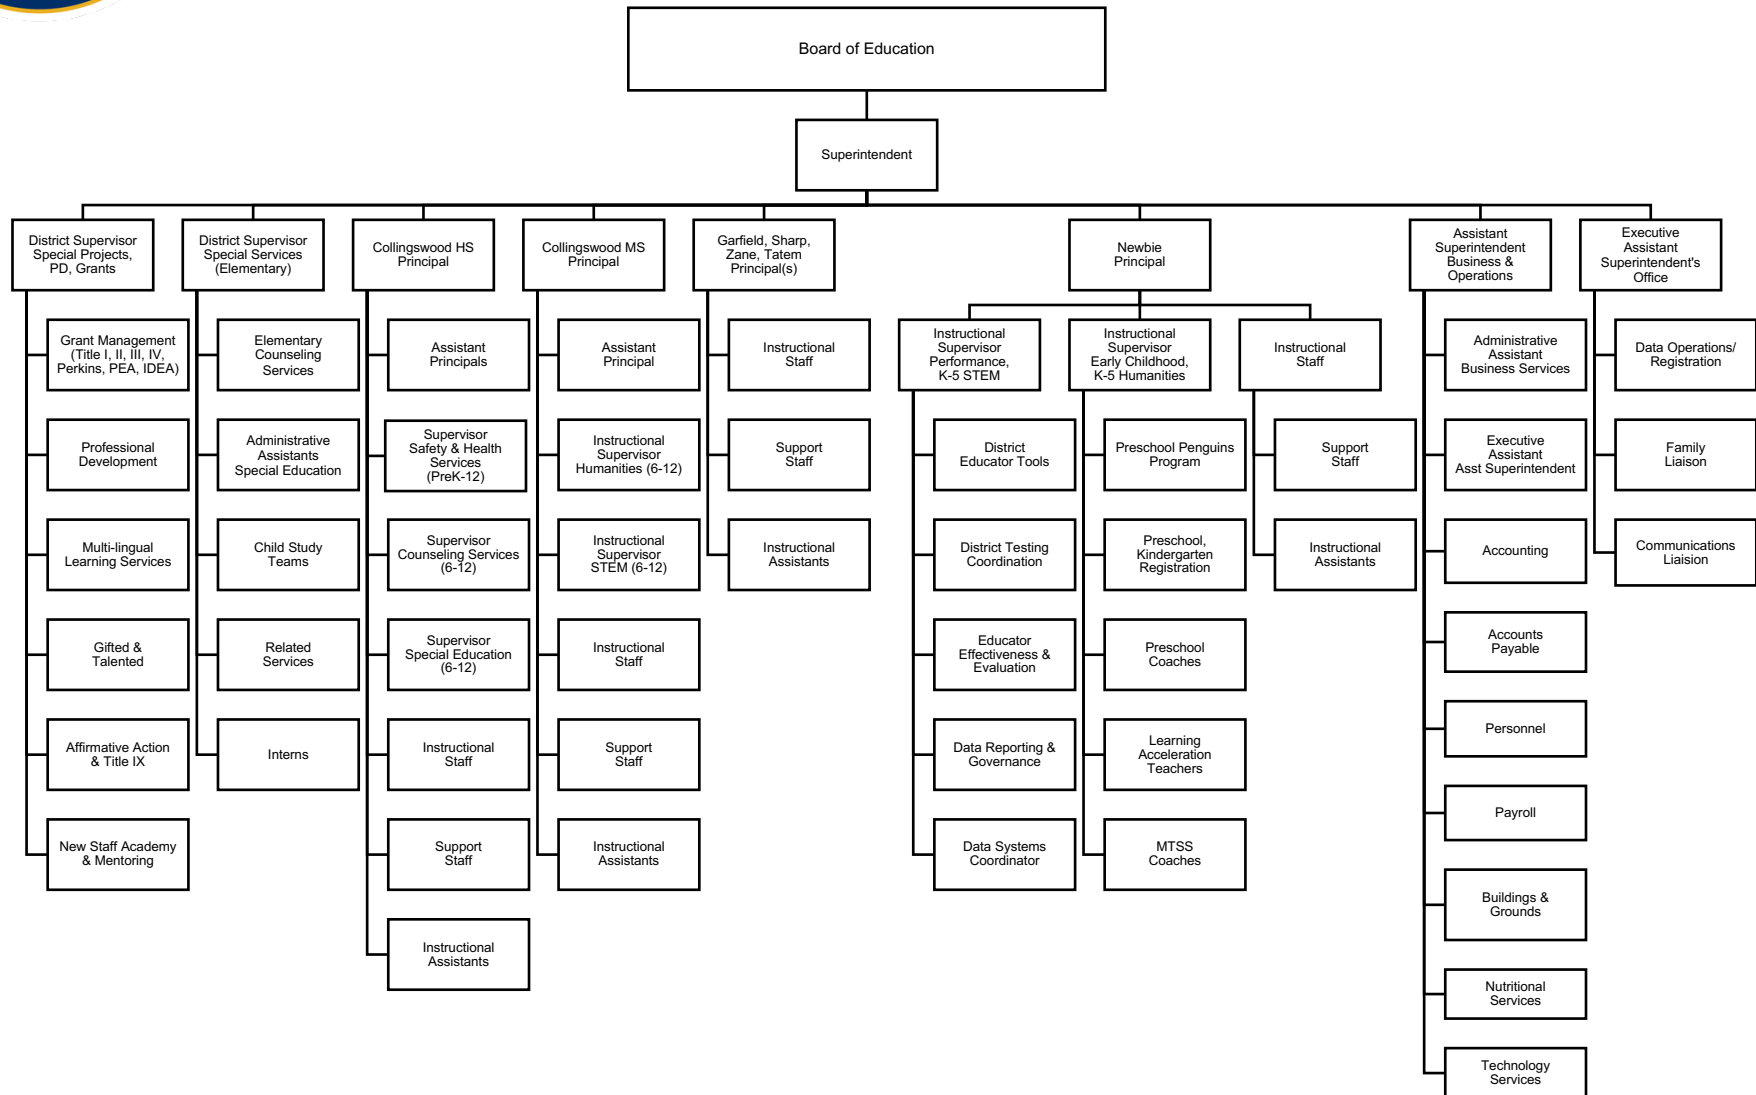 Board of Education
Superintendent
District Supervisor
Special Projects,
PD, Grants
District Supervisor
Special Services
(Elementary)
Collingswood HS
Principal
Collingswood MS
Principal
Garfield, Sharp,
Zane, Tatem
Principal(s)
Newbie
Principal
Assistant
Superintendent
Business &
Operations
Executive
Assistant
Superintendent's
Office
Grant Management
(Title I, II, III, IV,
Perkins, PEA, IDEA)
Professional
Development
Multi-lingual
Learning Services
Gifted &
Talented
Affirmative Action
& Title IX
New Staff Academy
& Mentoring
Elementary
Counseling
Services
Administrative
Assistants
Special Education
Child Study
Teams
Related
Services
Interns
Assistant
Principals
Supervisor
Safety & Health
Services
(PreK-12)
Supervisor
Counseling Services
(6-12)
Supervisor
Special Education
(6-12)
Instructional
Staff
Support
Staff
Instructional
Assistants
Assistant
Principal
Instructional
Supervisor
Humanities (6-12)
Instructional
Supervisor
STEM (6-12)
Instructional
Staff
Support
Staff
Instructional
Assistants
Instructional
Staff
Support
Staff
Instructional
Assistants
Instructional
Supervisor
Performance,
K-5 STEM
District
Educator Tools
District Testing
Coordination
Educator
Effectiveness &
Evaluation
Data Reporting &
Governance
Data Systems
Coordinator
Instructional
Supervisor
Early Childhood,
K-5 Humanities
Preschool Penguins
Program
Preschool,
Kindergarten
Registration
Preschool
Coaches
Learning
Acceleration
Teachers
MTSS
Coaches
Instructional
Staff
Support
Staff
Instructional
Assistants
Administrative
Assistant
Business Services
Executive
Assistant
Asst Superintendent
Accounting
Accounts
Payable
Personnel
Payroll
Buildings &
Grounds
Nutritional
Services
Technology
Services
Data Operations/
Registration
Family
Liaison
Communications
Liaision